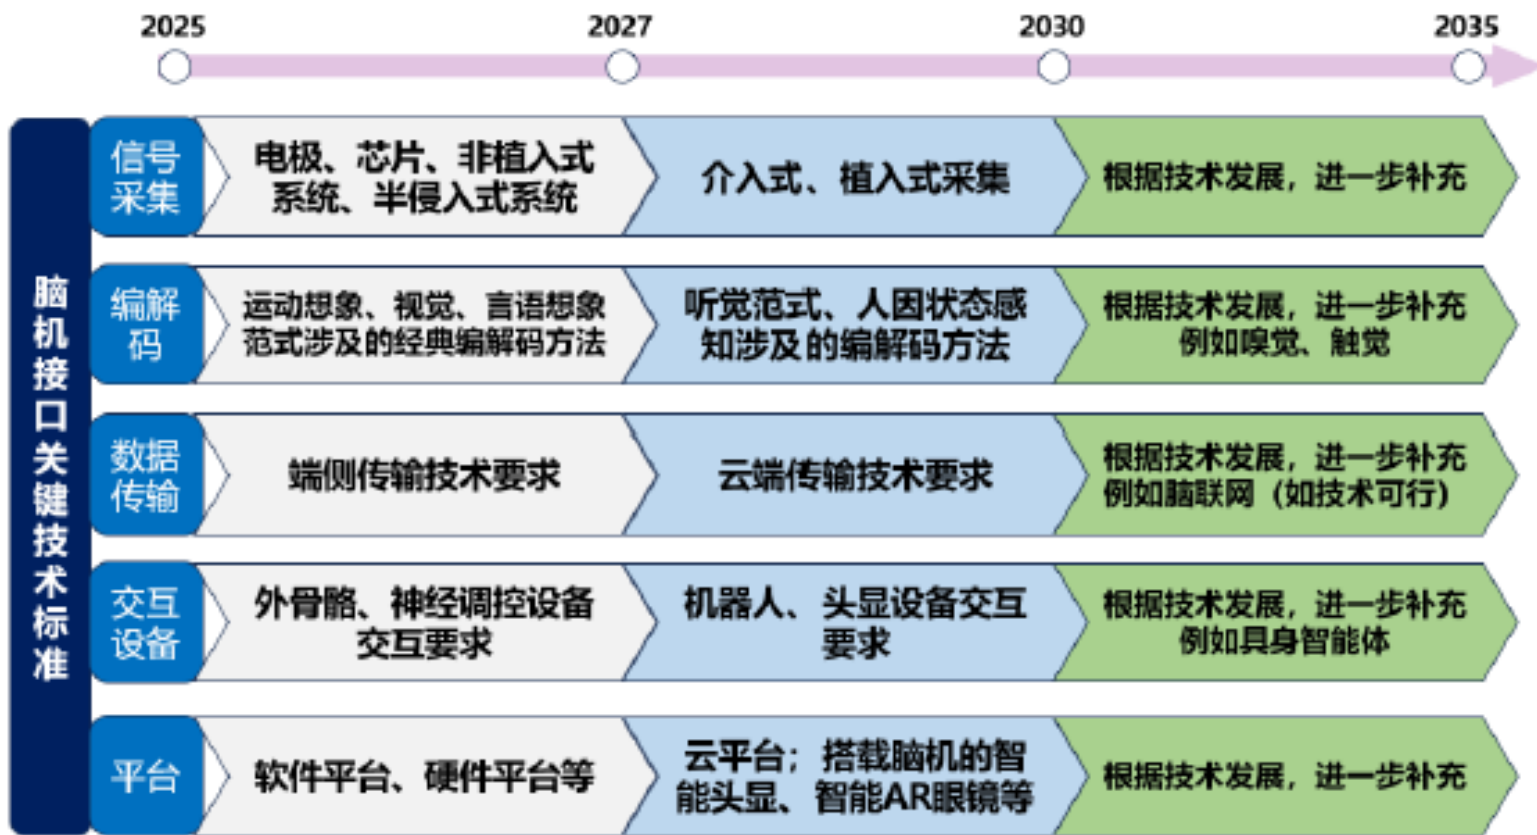 2025
2027
2030
2035
脑机接口关键技术标准
信号
采集
电极、芯片、非植入式
系统、半侵入式系统
介入式、植入式采集
根据技术发展，进一步补充
编解
码
运动想象、视觉、言语想象
范式涉及的经典编解码方法
听觉范式、人因状态感
知涉及的编解码方法
根据技术发展，进一步补充
例如嗅觉、触觉
数据
传输
端侧传输技术要求
云端传输技术要求
根据技术发展，进一步补充
例如脑联网（如技术可行）
交互
设备
外骨骼、神经调控设备
交互要求
机器人、头显设备交互
要求
根据技术发展，进一步补充
例如具身智能体
平台
软件平台、硬件平台等
云平台；搭载脑机的智
能头显、智能AR眼镜等
根据技术发展，进一步补充